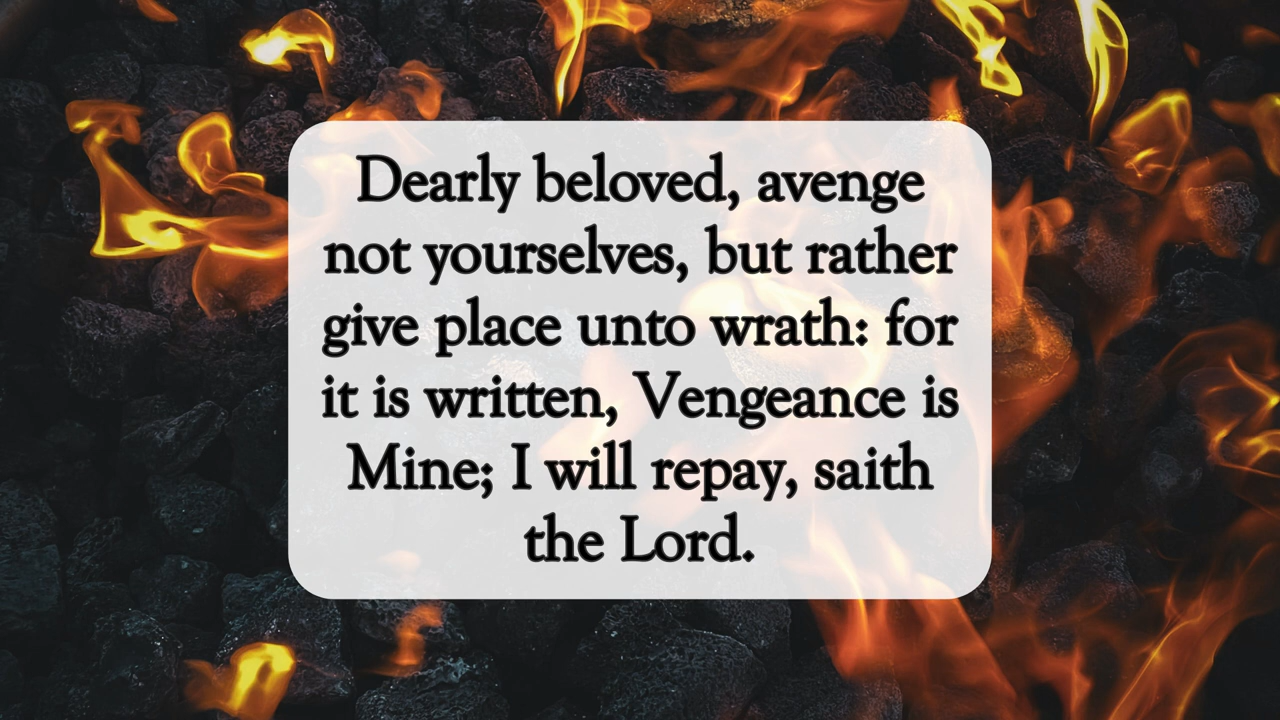 Dearly beloved, avenge
not yourselves, but rather
give place unto wrath: for
it is written, Vengeance is
Mine; I will repay, saith
the Lord.